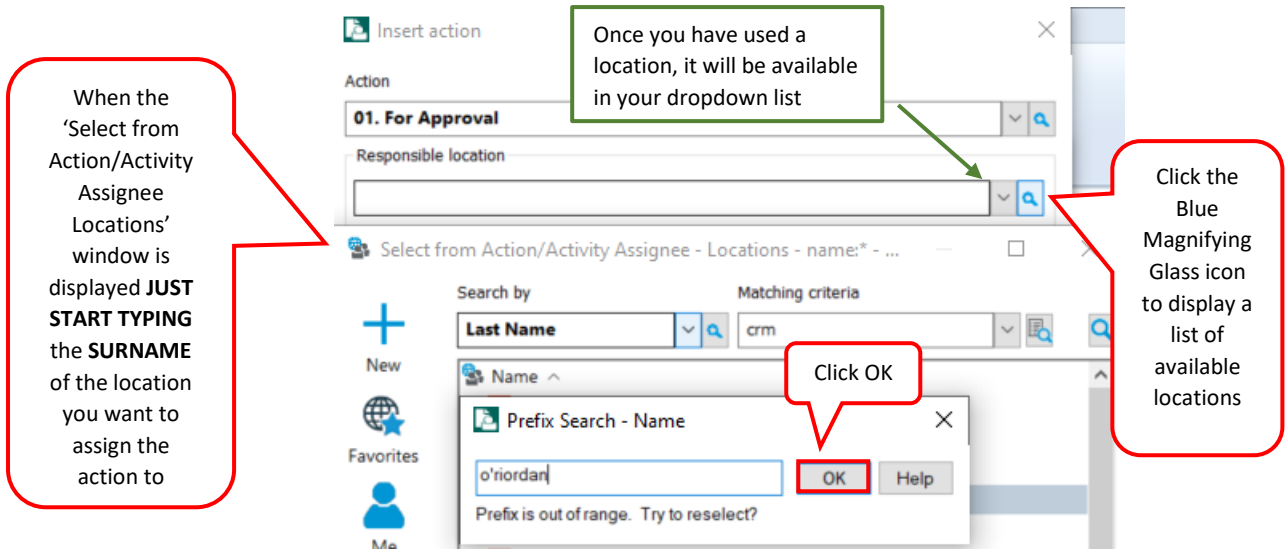 Insert action
Once you have used a
location, it will be available
in your dropdown list
Action
01. For Approval
Responsible location
When the
‘Select from
Action/Activity
Assignee
Locations’
window is
displayed JUST
START TYPING
the SURNAME
of the location
you want to
assign the
action to
Click the
Blue
Magnifying
Glass icon
to display a
list of
available
locations
Select from Action/Activity Assignee - Locations - name:* - ...
Search by
Matching criteria
Last Name
crm
New
Name
Click OK
Favorites
Prefix Search - Name
o'riordan
OK
Help
Prefix is out of range. Try to reselect?
Me